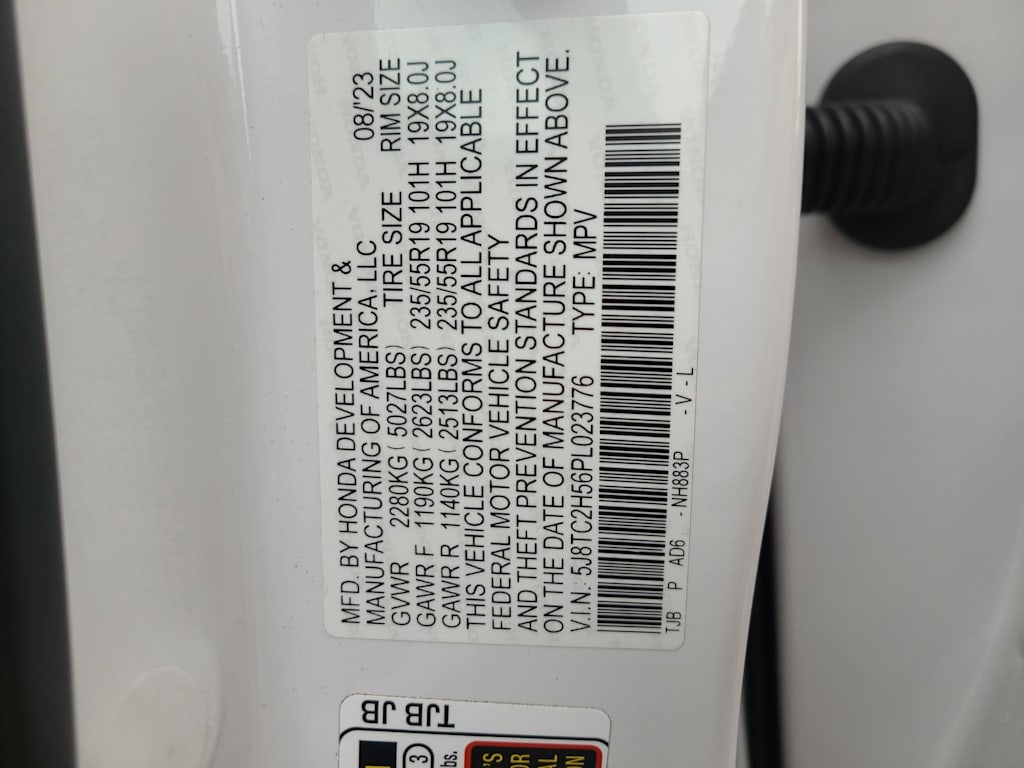 MFD. BY HONDA DEVELOPMENT & 08/'23
MANUFACTURING OF AMERICA, LLC
TIRE SIZE RIM SIZE
GVWR 2280KG ( 5027LBS)
GAWR F 1190KG ( 2623LBS) 235/55R19 101H 19X8.0J
GAWR R 1140KG ( 2513LBS) 235/55R19 101H 19X8.0J
THIS VEHICLE CONFORMS TO ALL APPLICABLE
FEDERAL MOTOR VEHICLE SAFETY
AND THEFT PREVENTION STANDARDS IN EFFECT
ON THE DATE OF MANUFACTURE SHOWN ABOVE.
V.I.N.: 5J8TC2H56PL023776 TYPE: MPV
TJB P AD6 - NH883P - V - L
TJB JB
3
bs.